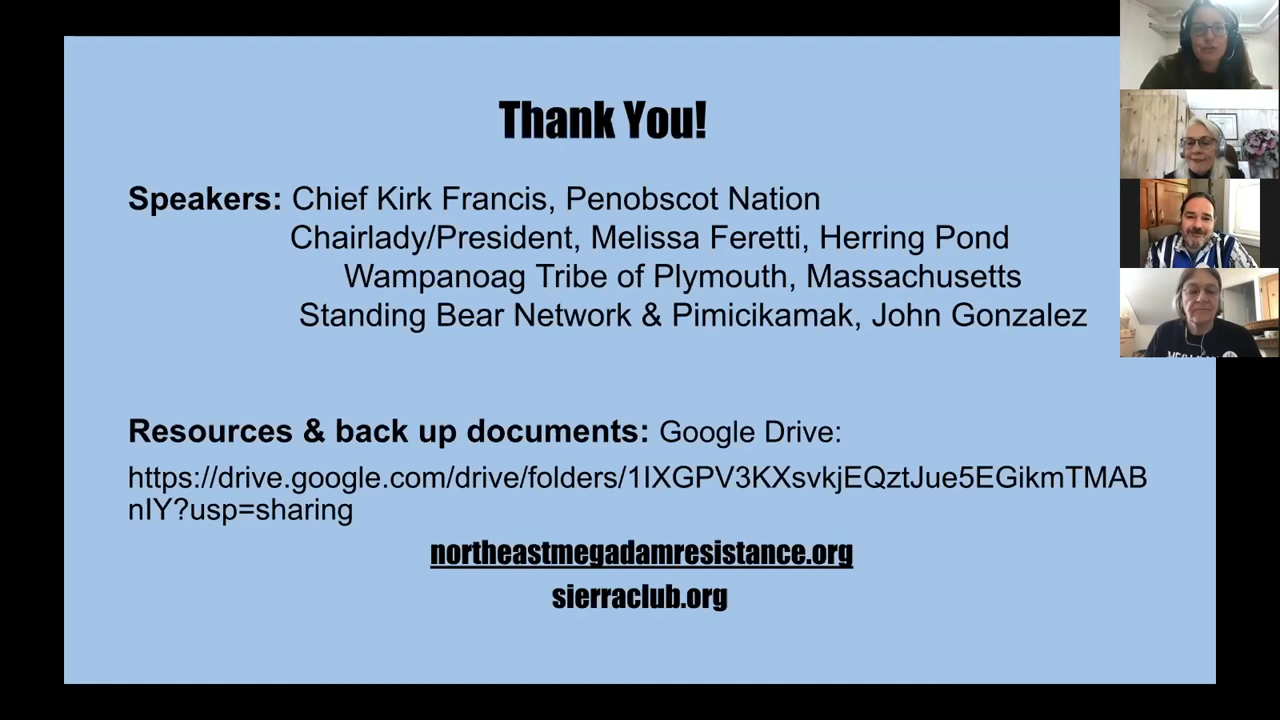 Thank You!
Speakers: Chief Kirk Francis, Penobscot Nation
Chairlady/President, Melissa Feretti, Herring Pond
Wampanoag Tribe of Plymouth, Massachusetts
Standing Bear Network & Pimicikamak, John Gonzalez
Resources & back up documents: Google Drive:
https://drive.google.com/drive/folders/1IXGPV3KXsvkjEQztJue5EGikmTMAB
nIY?usp=sharing
northeastmegadamresistance.org
sierraclub.org